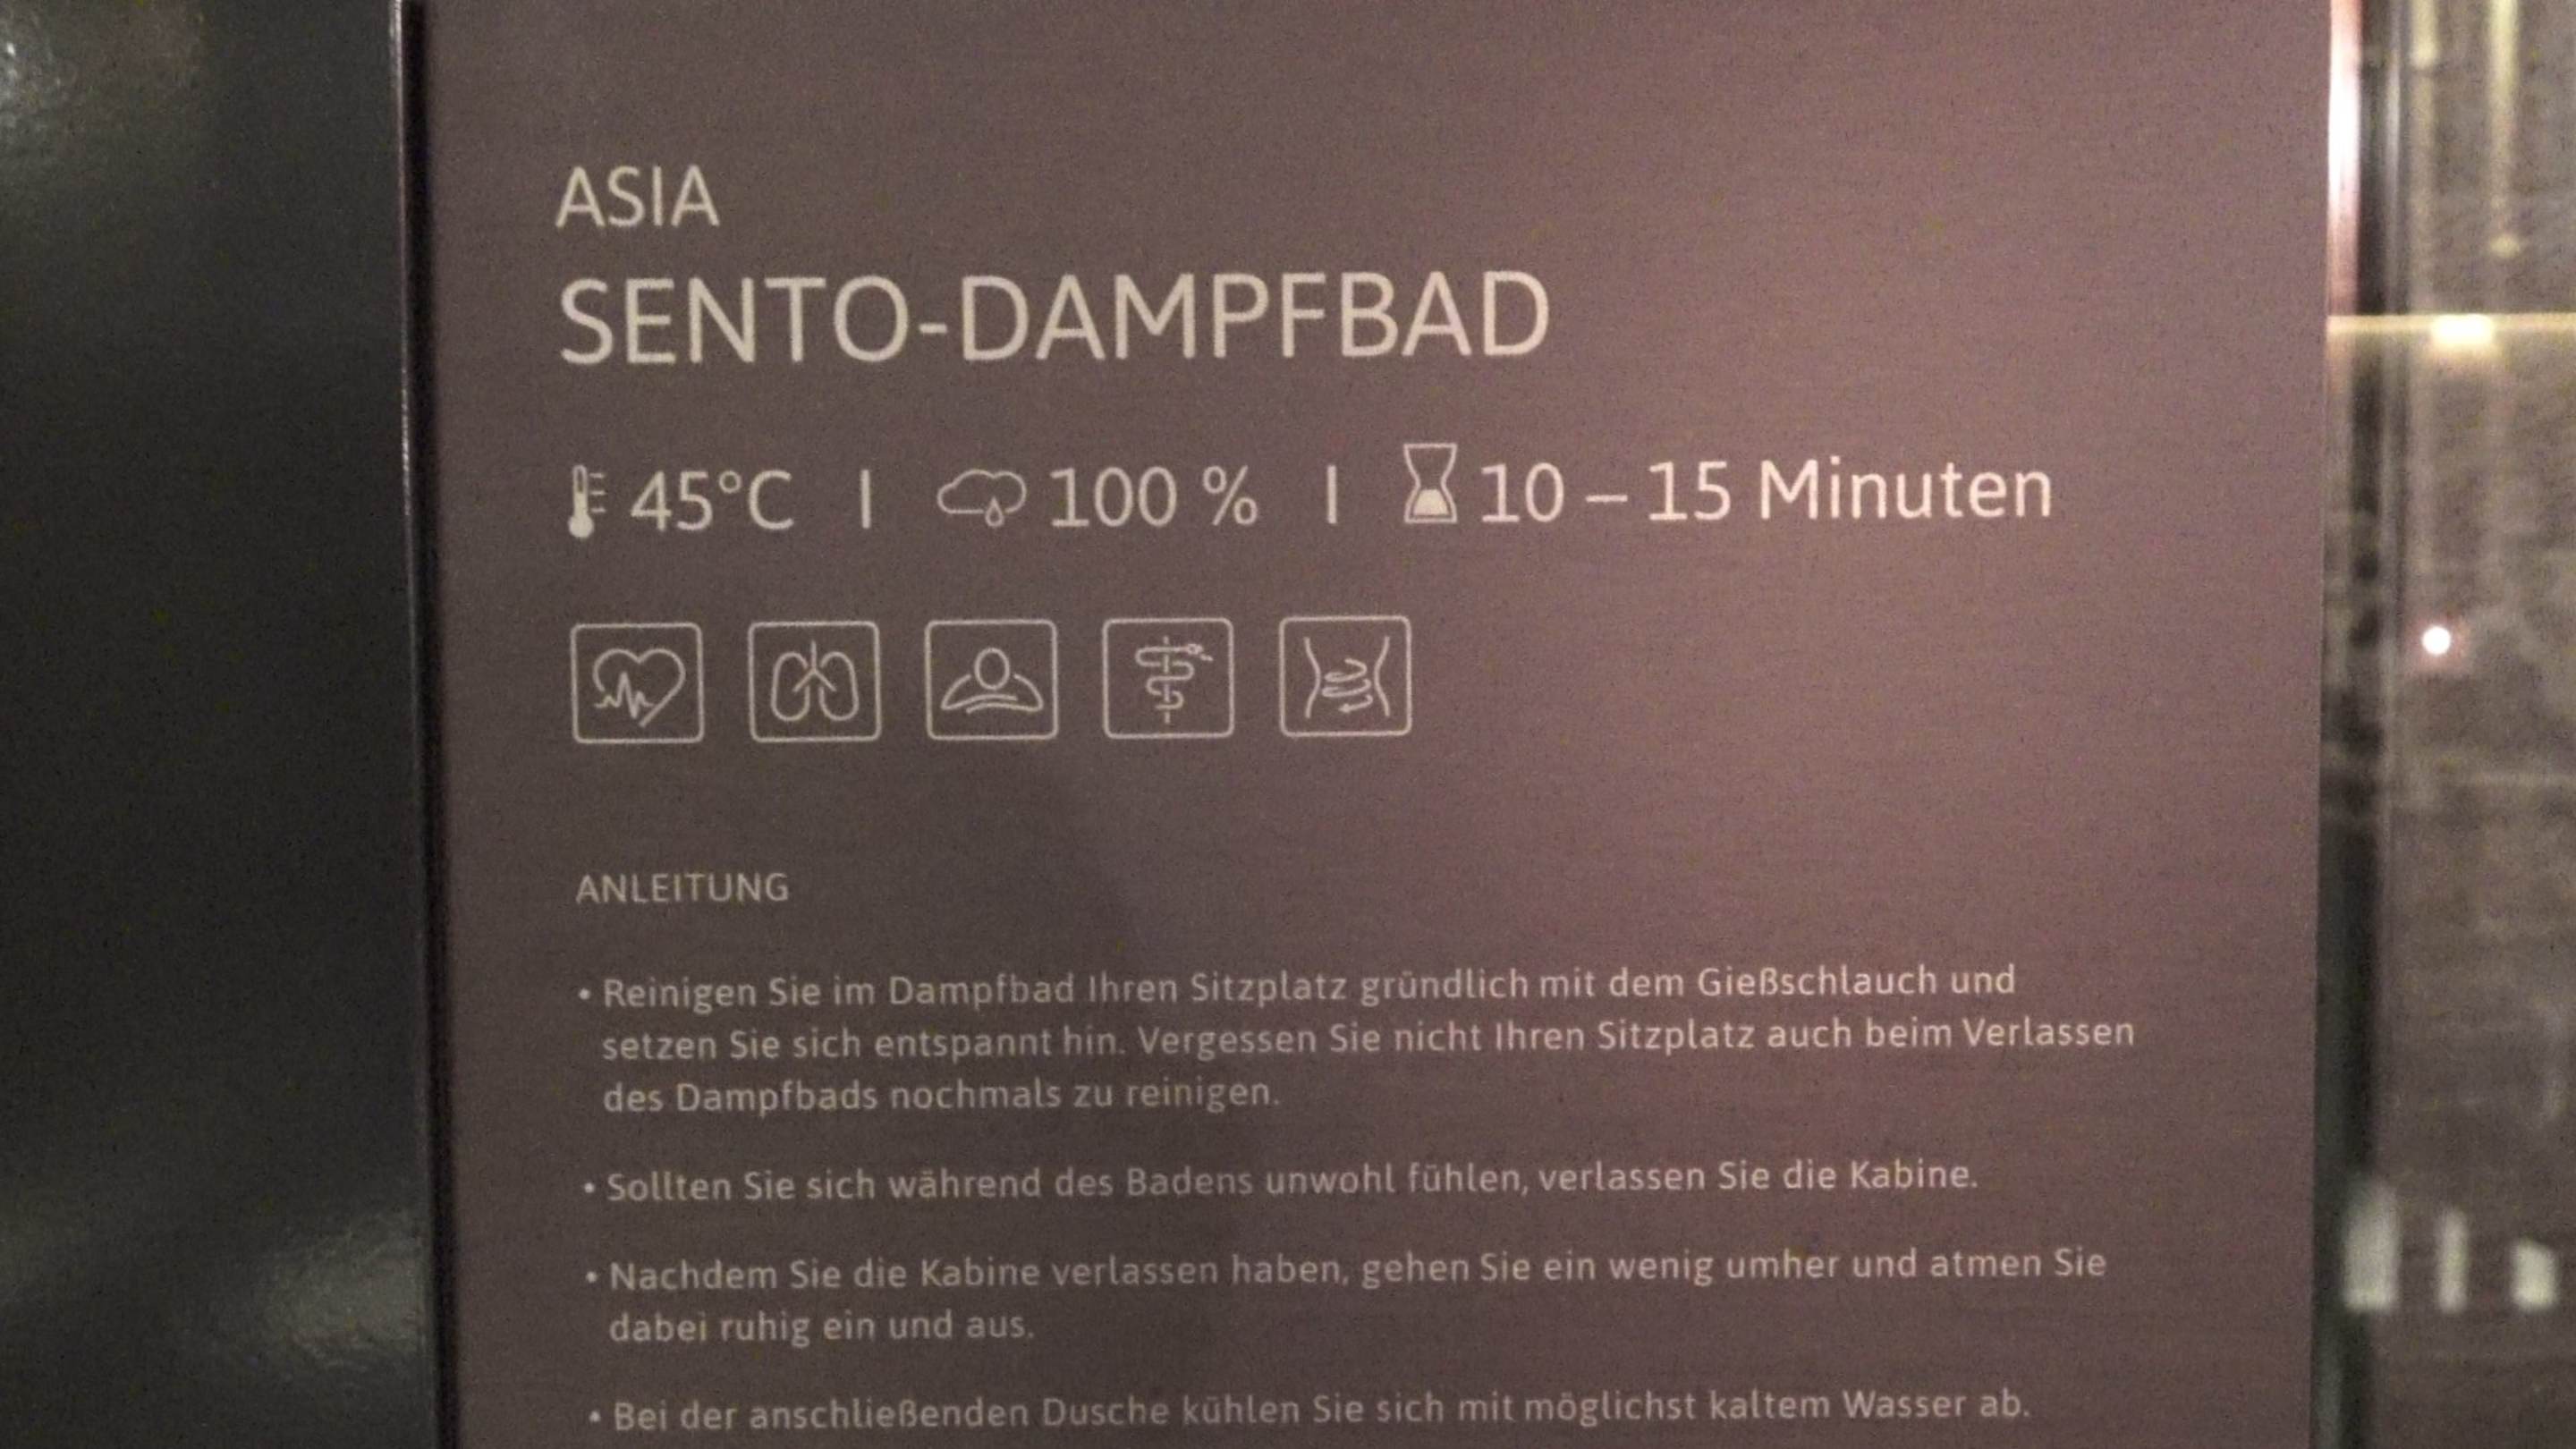 ASIA
SENTO-DAMPFBAD
45°C | 100 % | 10 – 15 Minuten
ANLEITUNG
• Reinigen Sie im Dampfbad Ihren Sitzplatz gründlich mit dem Gießschlauch und
setzen Sie sich entspannt hin. Vergessen Sie nicht Ihren Sitzplatz auch beim Verlassen
des Dampfbads nochmals zu reinigen.
• Sollten Sie sich während des Badens unwohl fühlen, verlassen Sie die Kabine.
• Nachdem Sie die Kabine verlassen haben, gehen Sie ein wenig umher und atmen Sie
dabei ruhig ein und aus.
• Bei der anschließenden Dusche kühlen Sie sich mit möglichst kaltem Wasser ab.